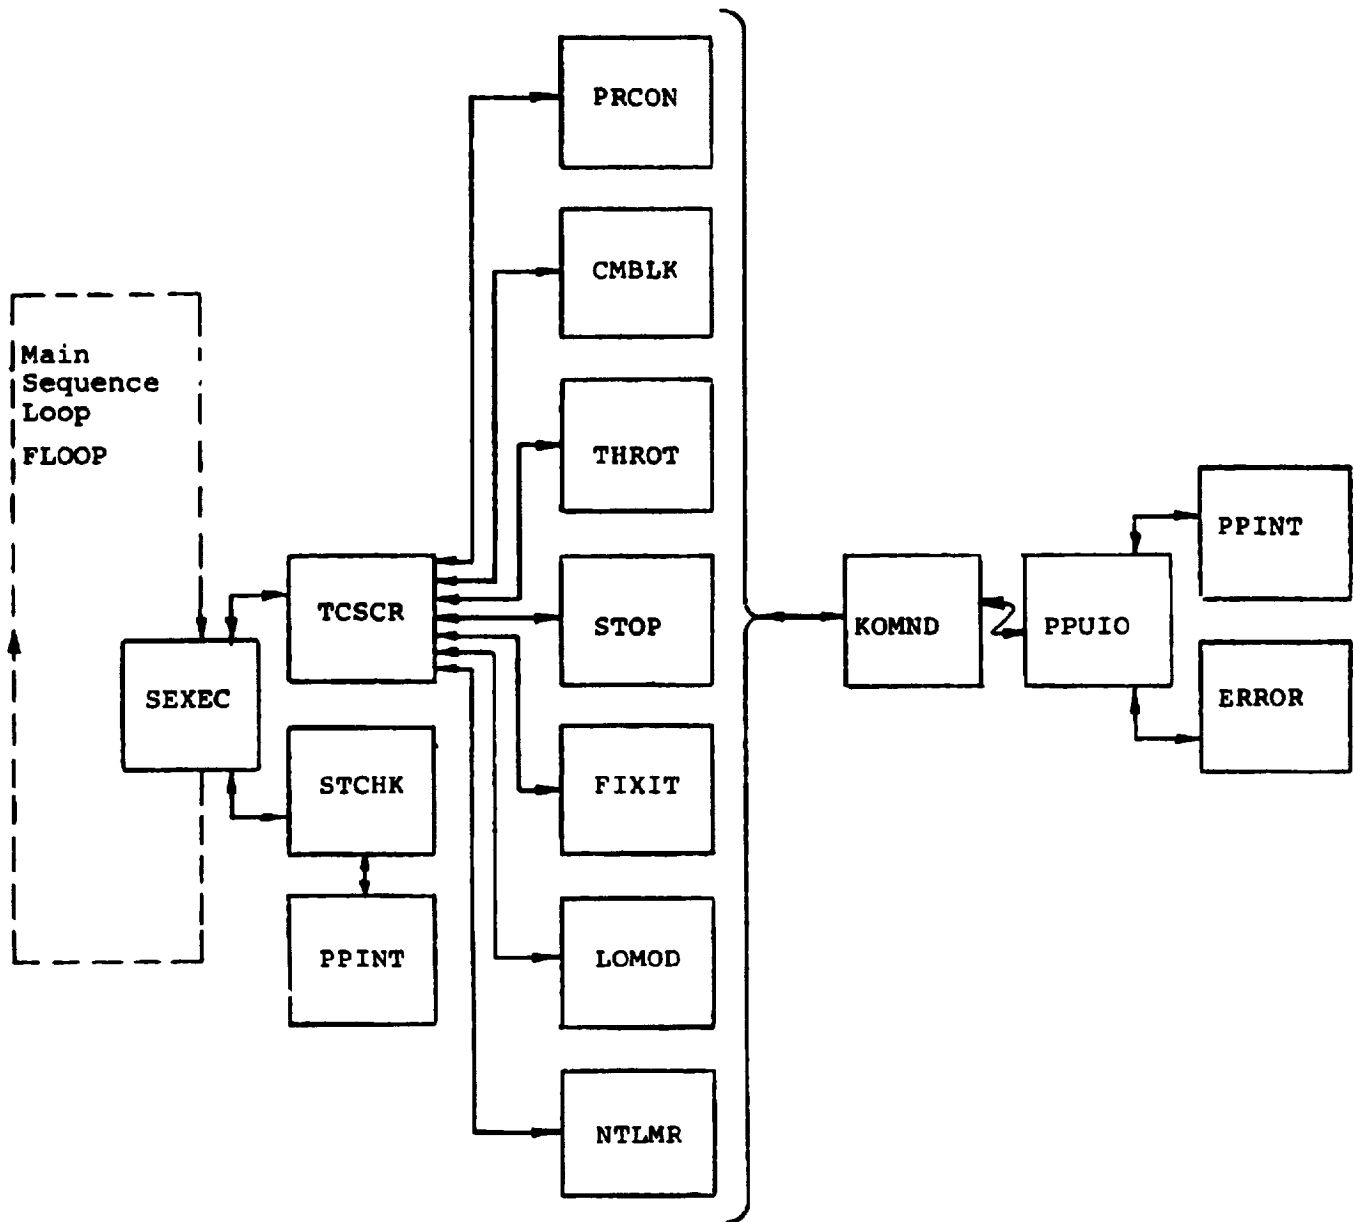 Main
Sequence
Loop
FLOOP
SEXEC
TCSCR
STCHK
PPINT
PRCON
CMBLK
THROT
STOP
FIXIT
LOMOD
NTLMR
KOMND
PPUIO
PPINT
ERROR